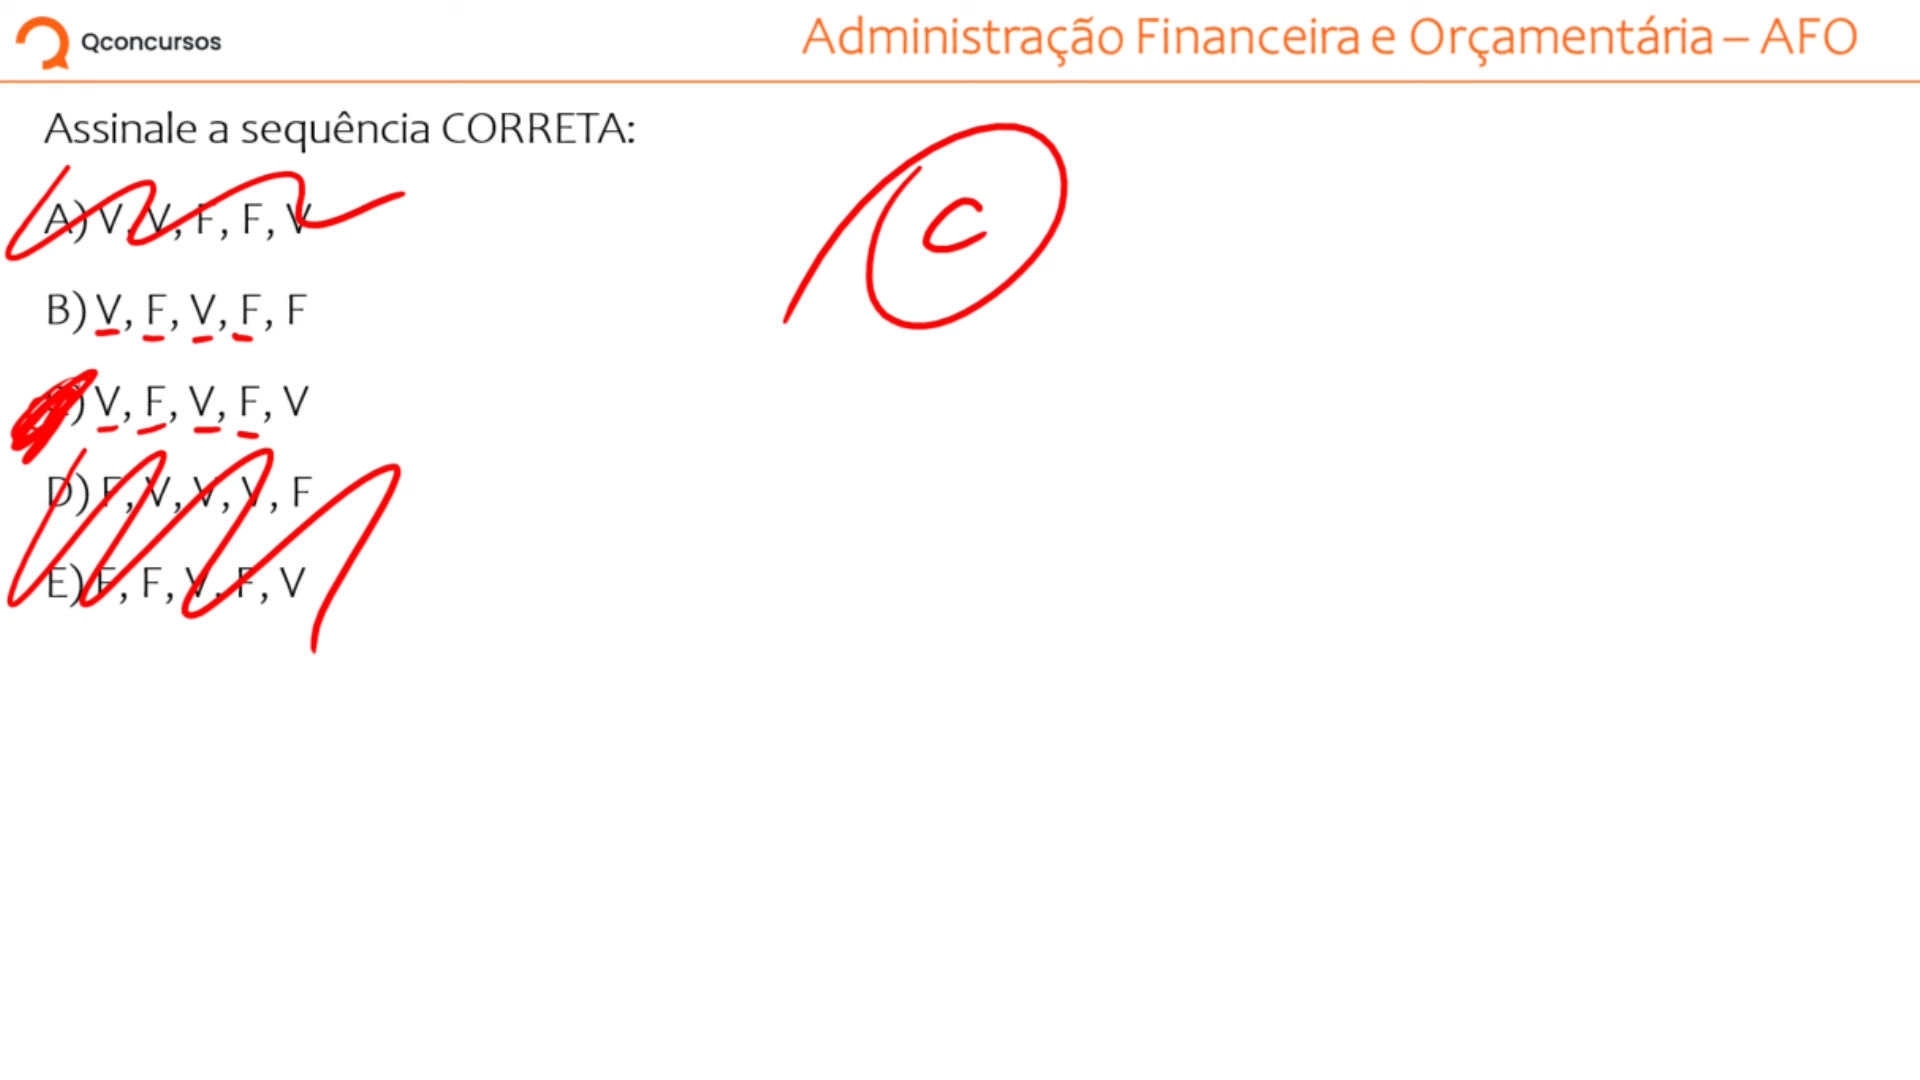 Qconcursos
Administração Financeira e Orçamentária – AFO
Assinale a sequência CORRETA:
A) V, V, F, F, V
B) V, F, V, F, F
C) V, F, V, F, V
D) F, V, V, V, F
E) F, F, V, F, V
C